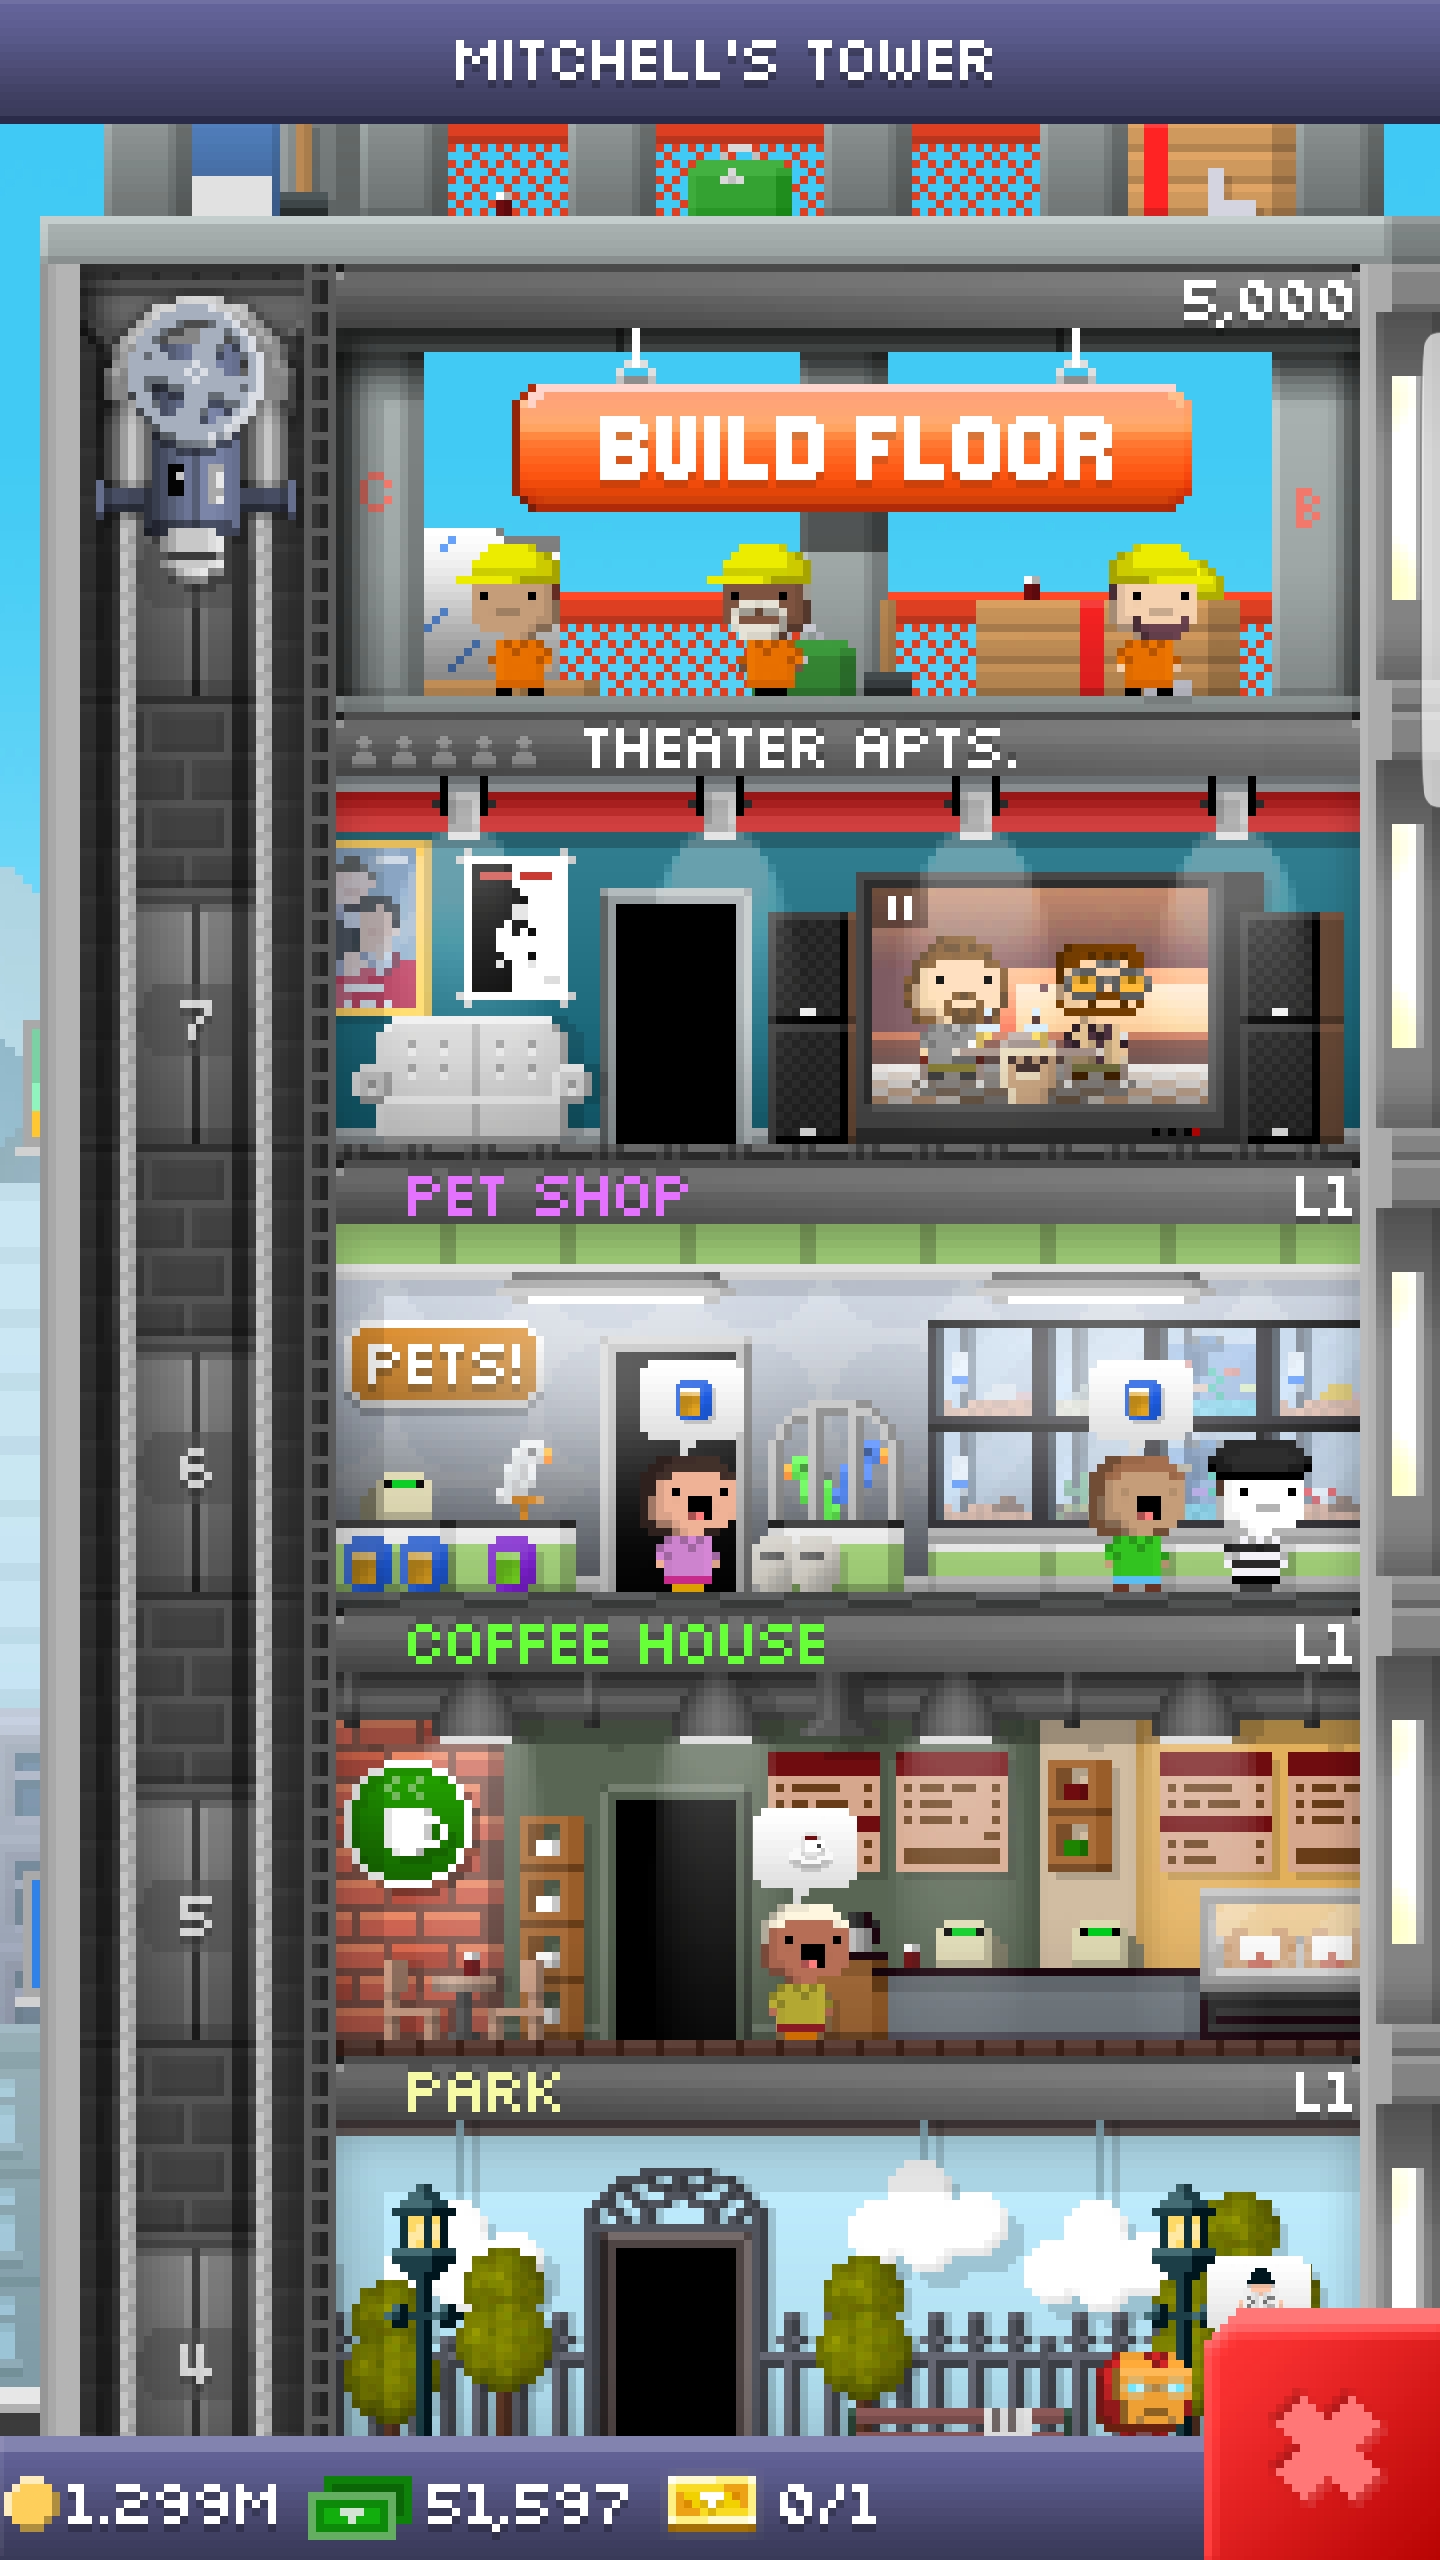 MITCHELL'S TOWER
5,000
BUILD FLOOR
C
B
THEATER APTS.
7
PET SHOP L1
PETS!
6
COFFEE HOUSE L1
5
PARK L1
4
1.299M 51,597 0/1